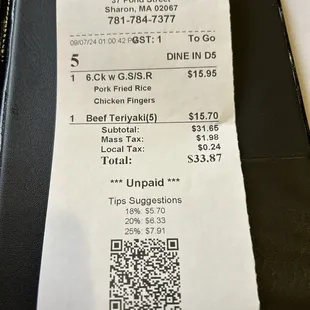 37 Pond Street
Sharon, MA 02067
781-784-7377
09/07/24 01:00:42 P GST: 1 To Go
5 DINE IN D5
1 6.Ck w G.S/S.R $15.95
Pork Fried Rice
Chicken Fingers
1 Beef Teriyaki(5) $15.70
Subtotal: $31.65
Mass Tax: $1.98
Local Tax: $0.24
Total: $33.87
*** Unpaid ***
Tips Suggestions
18%: $5.70
20%: $6.33
25%: $7.91